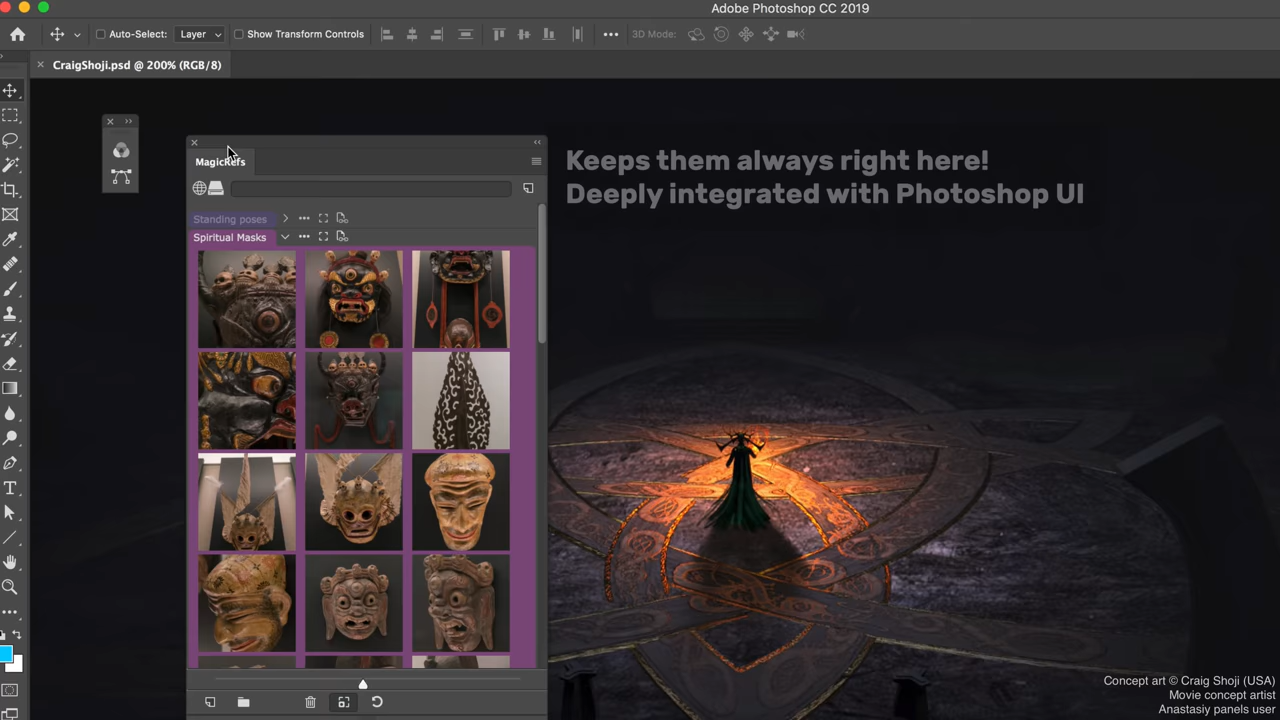 Adobe Photoshop CC 2019
Auto-Select:
Layer
Show Transform Controls
3D Mode:
CraigShoji.psd @ 200% (RGB/8)
MagicRefs
Standing poses
Spiritual Masks
Keeps them always right here!
Deeply integrated with Photoshop UI
Concept art © Craig Shoji (USA)
Movie concept artist
Anastasiy panels user